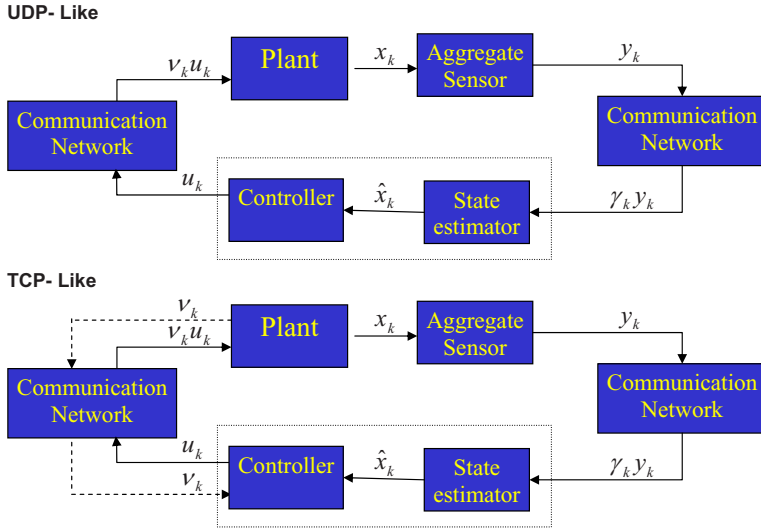 UDP- Like
ν_k u_k
Plant
x_k
Aggregate
Sensor
y_k
Communication
Network
Communication
Network
u_k
Controller
x̂_k
State
estimator
γ_k y_k
TCP- Like
ν_k
ν_k u_k
Plant
x_k
Aggregate
Sensor
y_k
Communication
Network
Communication
Network
u_k
ν_k
Controller
x̂_k
State
estimator
γ_k y_k